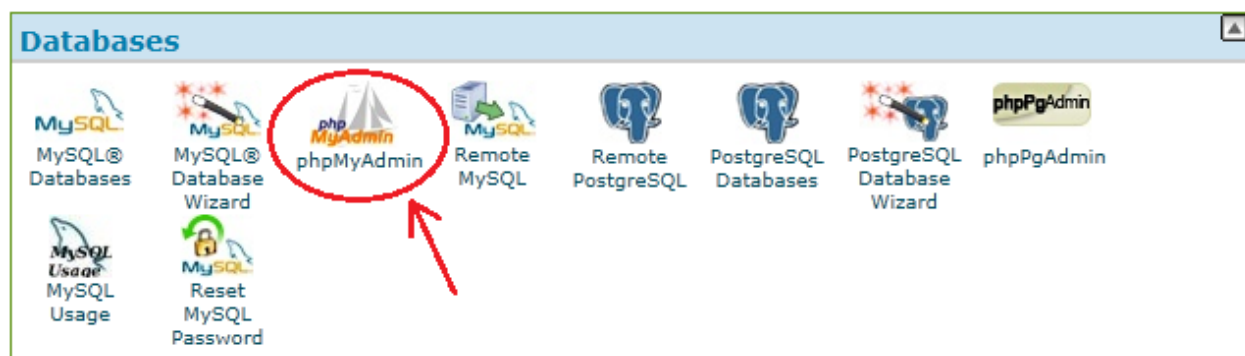 Databases
MySQL
MySQL® Databases
MySQL
MySQL® Database Wizard
php MyAdmin
phpMyAdmin
MySQL
Remote MySQL
Remote PostgreSQL
PostgreSQL Databases
PostgreSQL Database Wizard
phpPgAdmin
phpPgAdmin
MySQL Usage
MySQL Usage
MySQL
Reset MySQL Password